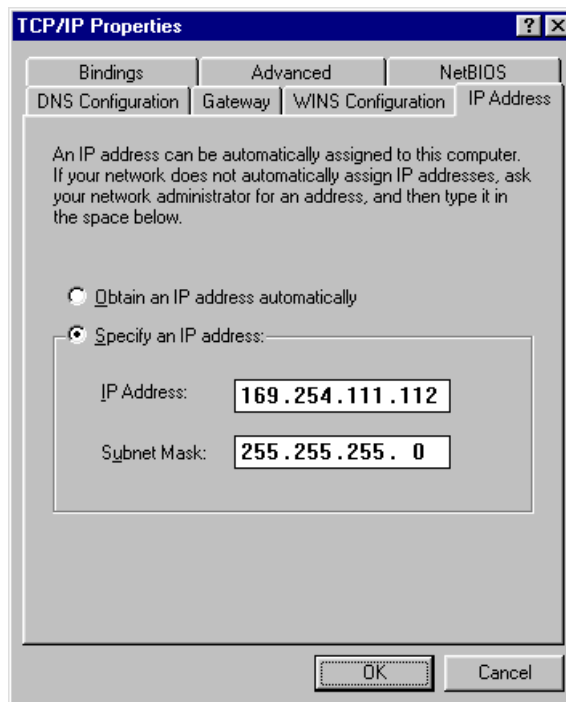 TCP/IP Properties
Bindings Advanced NetBIOS
DNS Configuration Gateway WINS Configuration IP Address
An IP address can be automatically assigned to this computer.
If your network does not automatically assign IP addresses, ask
your network administrator for an address, and then type it in
the space below.
Obtain an IP address automatically
Specify an IP address:
IP Address: 169.254.111.112
Subnet Mask: 255.255.255. 0
OK Cancel